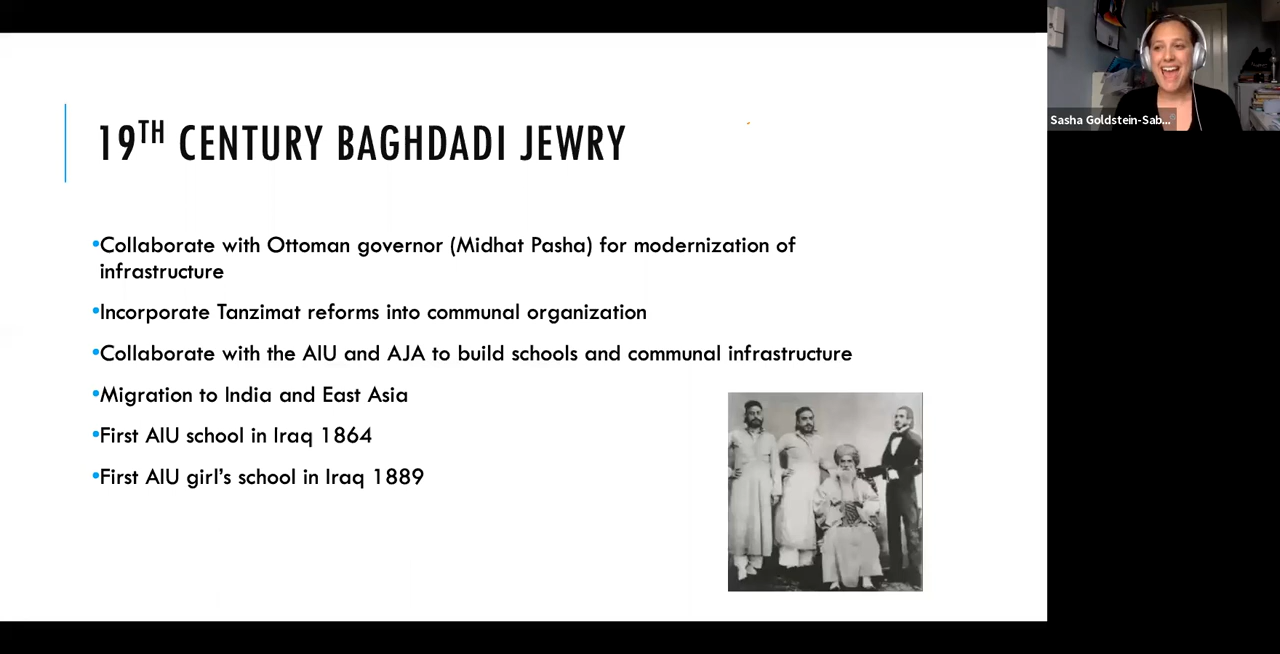 19TH CENTURY BAGHDADI JEWRY
•Collaborate with Ottoman governor (Midhat Pasha) for modernization of
infrastructure
•Incorporate Tanzimat reforms into communal organization
•Collaborate with the AIU and AJA to build schools and communal infrastructure
•Migration to India and East Asia
•First AIU school in Iraq 1864
•First AIU girl's school in Iraq 1889
Sasha Goldstein-Sab...